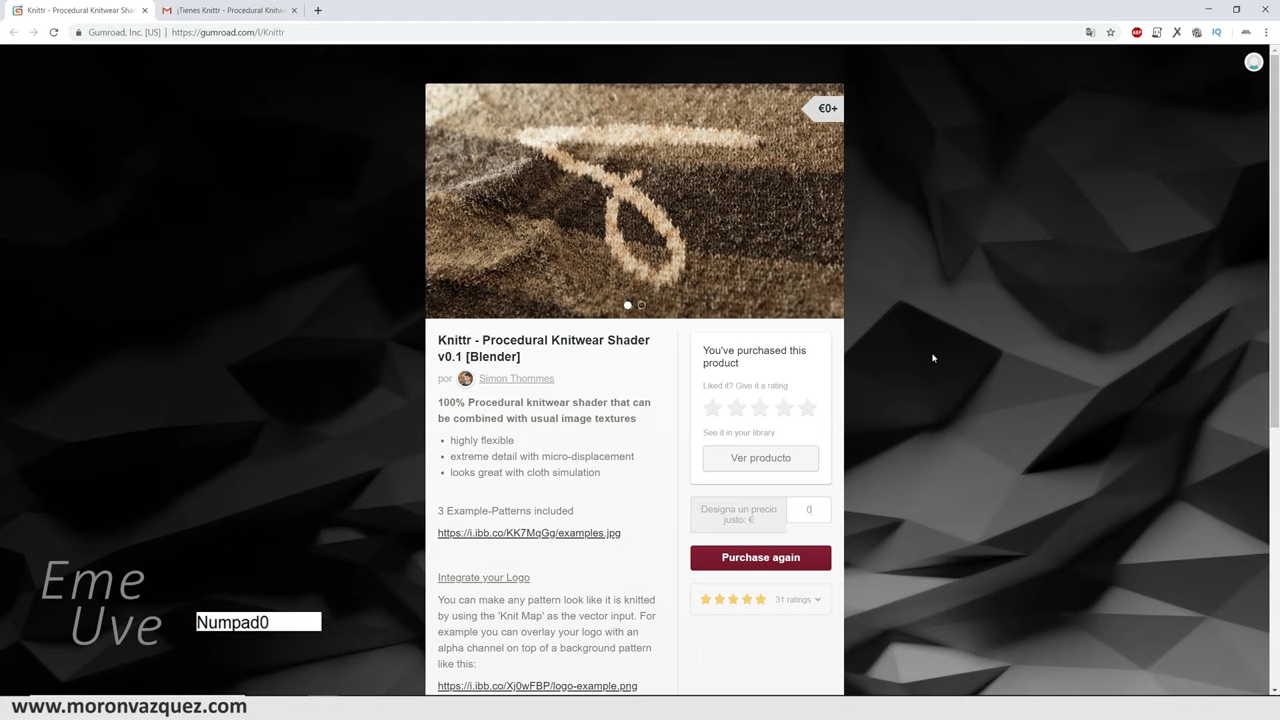 Knittr - Procedural Knitwear Shad
¡Tienes Knittr - Procedural Knitwe
Gumroad, Inc. [US]
https://gumroad.com/l/Knittr
ABP
IQ
€0+
Knittr - Procedural Knitwear Shader
v0.1 [Blender]
por Simon Thommes
100% Procedural knitwear shader that can
be combined with usual image textures
highly flexible
extreme detail with micro-displacement
looks great with cloth simulation
3 Example-Patterns included
https://i.ibb.co/KK7MqGg/examples.jpg
Integrate your Logo
You can make any pattern look like it is knitted
by using the 'Knit Map' as the vector input. For
example you can overlay your logo with an
alpha channel on top of a background pattern
like this:
https://i.ibb.co/Xj0wFBP/logo-example.png
You've purchased this
product
Liked it? Give it a rating
See it in your library
Ver producto
Designa un precio
justo: €
0
Purchase again
31 ratings
Eme
Uve
Numpad0
www.moronvazquez.com